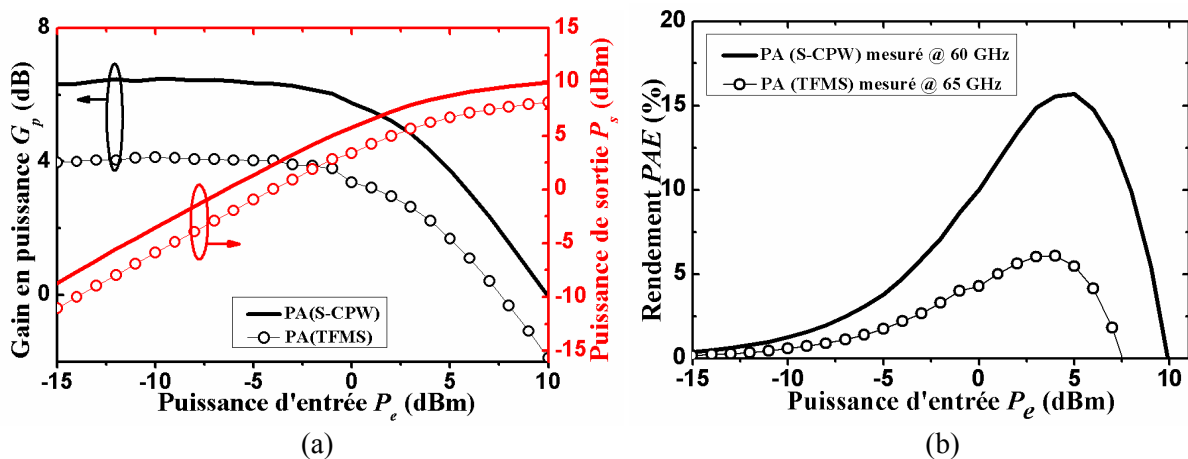 8
4
0
Gain en puissance Gp (dB)
15
10
5
0
-5
-10
-15
Puissance de sortie Ps (dBm)
PA(S-CPW)
PA(TFMS)
-15
-10
-5
0
5
10
Puissance d'entrée Pe (dBm)
(a)
20
15
10
5
0
Rendement PAE (%)
PA (S-CPW) mesuré @ 60 GHz
PA (TFMS) mesuré @ 65 GHz
-15
-10
-5
0
5
10
Puissance d'entrée Pe (dBm)
(b)